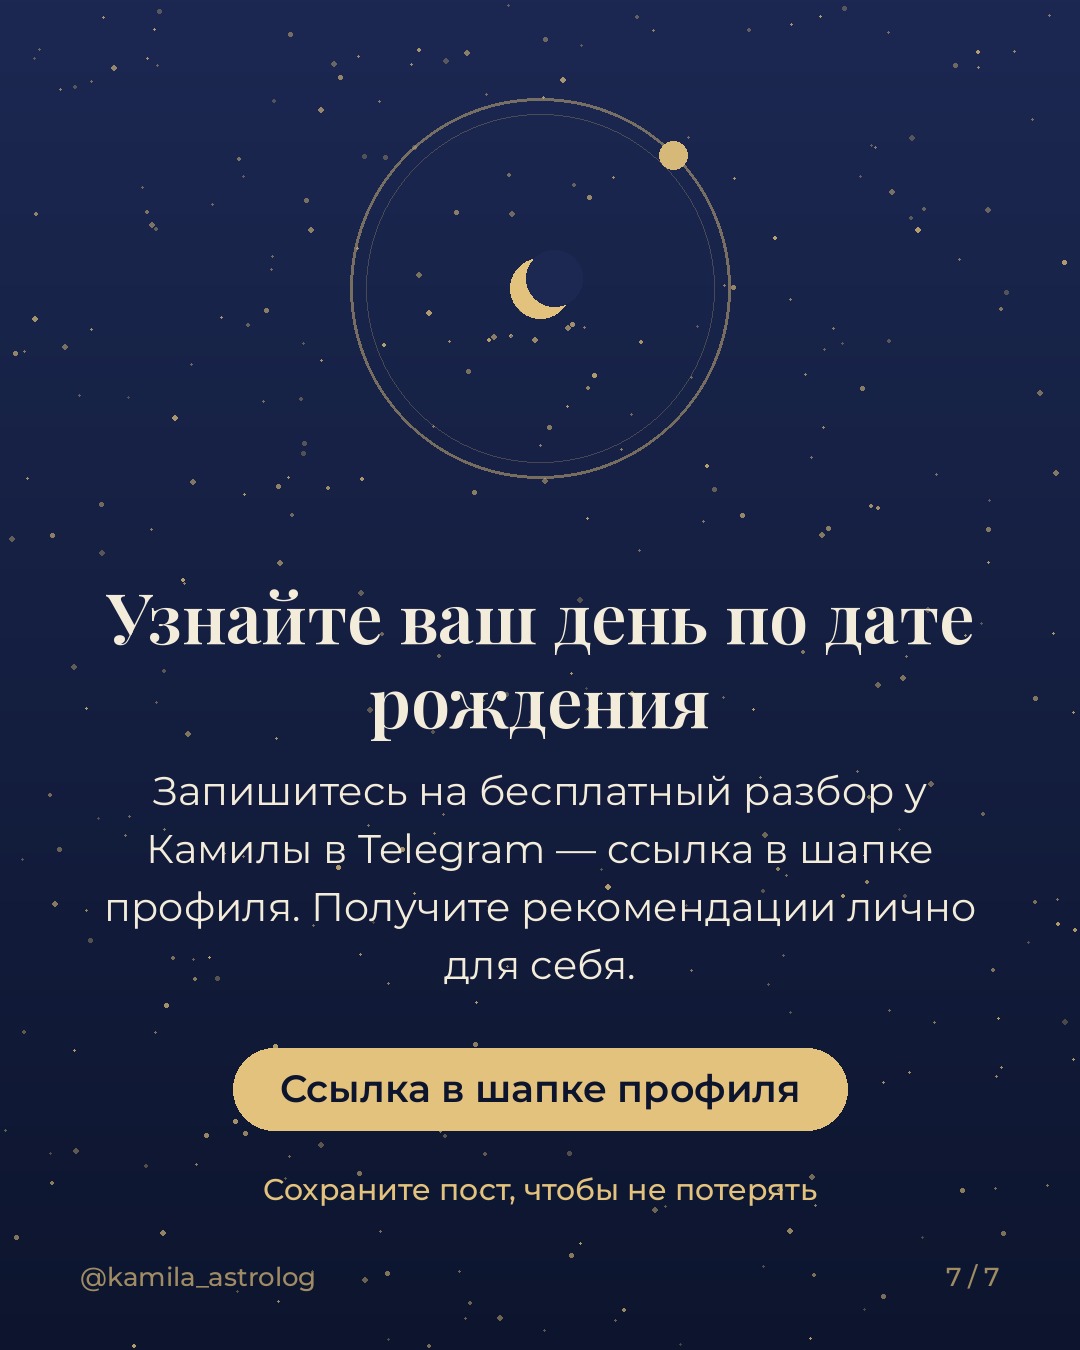 Узнайте ваш день по дате
рождения
Запишитесь на бесплатный разбор у
Камилы в Telegram — ссылка в шапке
профиля. Получите рекомендации лично
для себя.
Ссылка в шапке профиля
Сохраните пост, чтобы не потерять
@kamila_astrolog
7 / 7